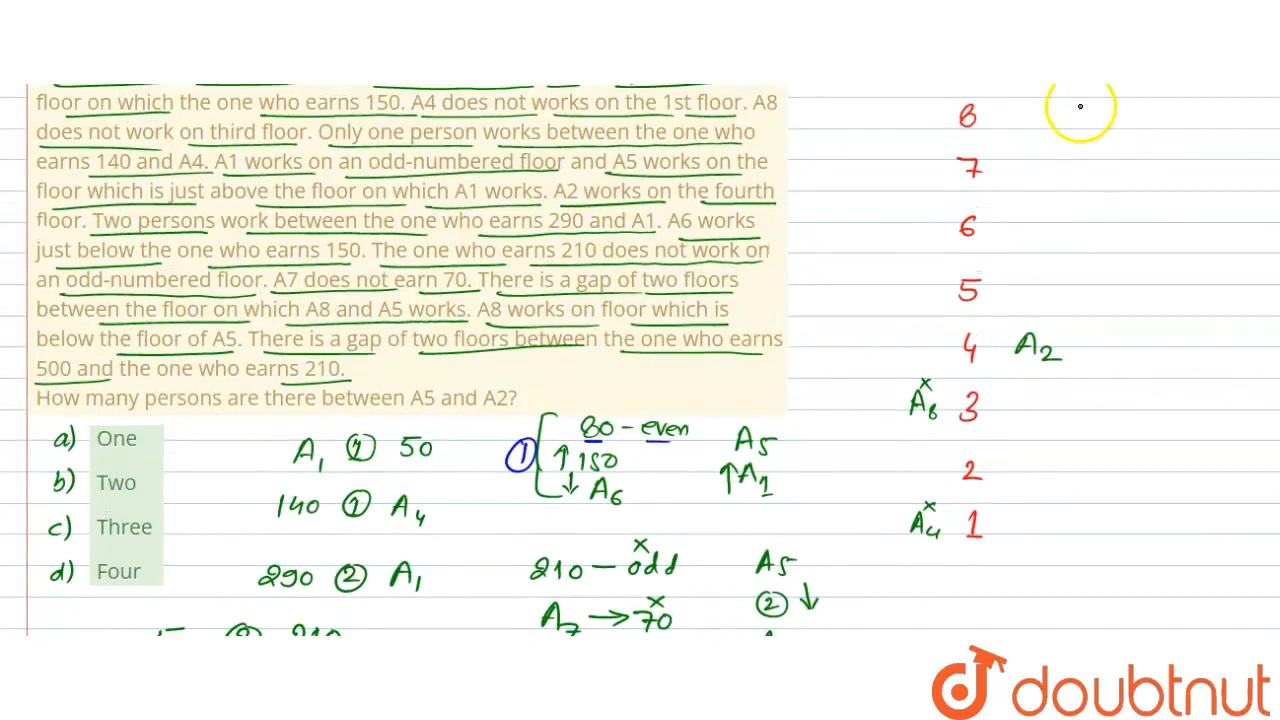 floor on which the one who earns 150. A4 does not works on the 1st floor. A8
does not work on third floor. Only one person works between the one who
earns 140 and A4. A1 works on an odd-numbered floor and A5 works on the
floor which is just above the floor on which A1 works. A2 works on the fourth
floor. Two persons work between the one who earns 290 and A1. A6 works
just below the one who earns 150. The one who earns 210 does not work on
an odd-numbered floor. A7 does not earn 70. There is a gap of two floors
between the floor on which A8 and A5 works. A8 works on floor which is
below the floor of A5. There is a gap of two floors between the one who earns
500 and the one who earns 210.
How many persons are there between A5 and A2?
a) One
b) Two
c) Three
d) Four
A1 50
140 ① A4
290 ② A1
① 80 - even
↑ 150
↓ A6
A5
↑ A1
210 - odd x
A7 → 70 x
A5
② ↓
8
7
6
5
4 A2
A8 x 3
2
A4 x 1
doubtnut